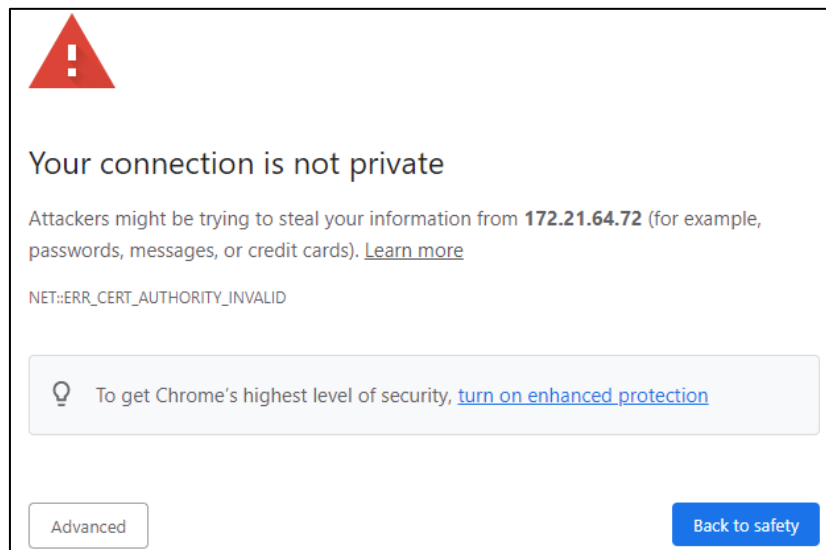 Your connection is not private
Attackers might be trying to steal your information from 172.21.64.72 (for example,
passwords, messages, or credit cards). Learn more
NET::ERR_CERT_AUTHORITY_INVALID
To get Chrome’s highest level of security, turn on enhanced protection
Advanced
Back to safety